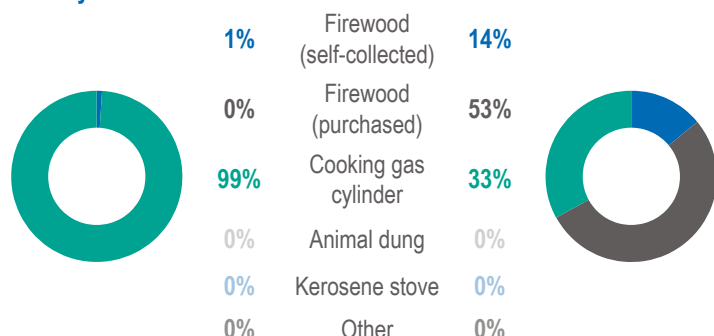 1% Firewood (self-collected) 14%
0% Firewood (purchased) 53%
99% Cooking gas cylinder 33%
0% Animal dung 0%
0% Kerosene stove 0%
0% Other 0%